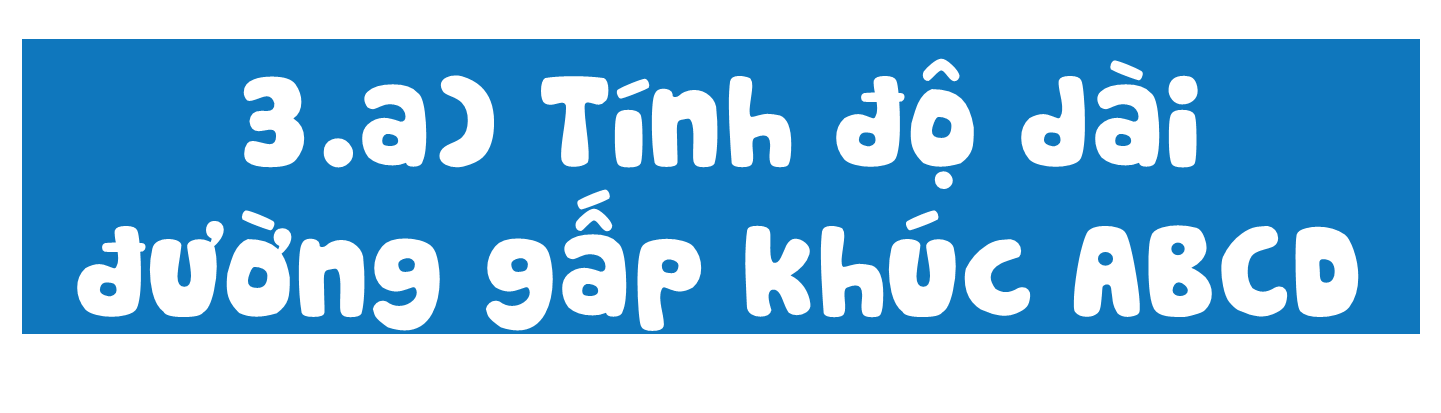 3.a) Tính độ dài
đường gấp khúc ABCD